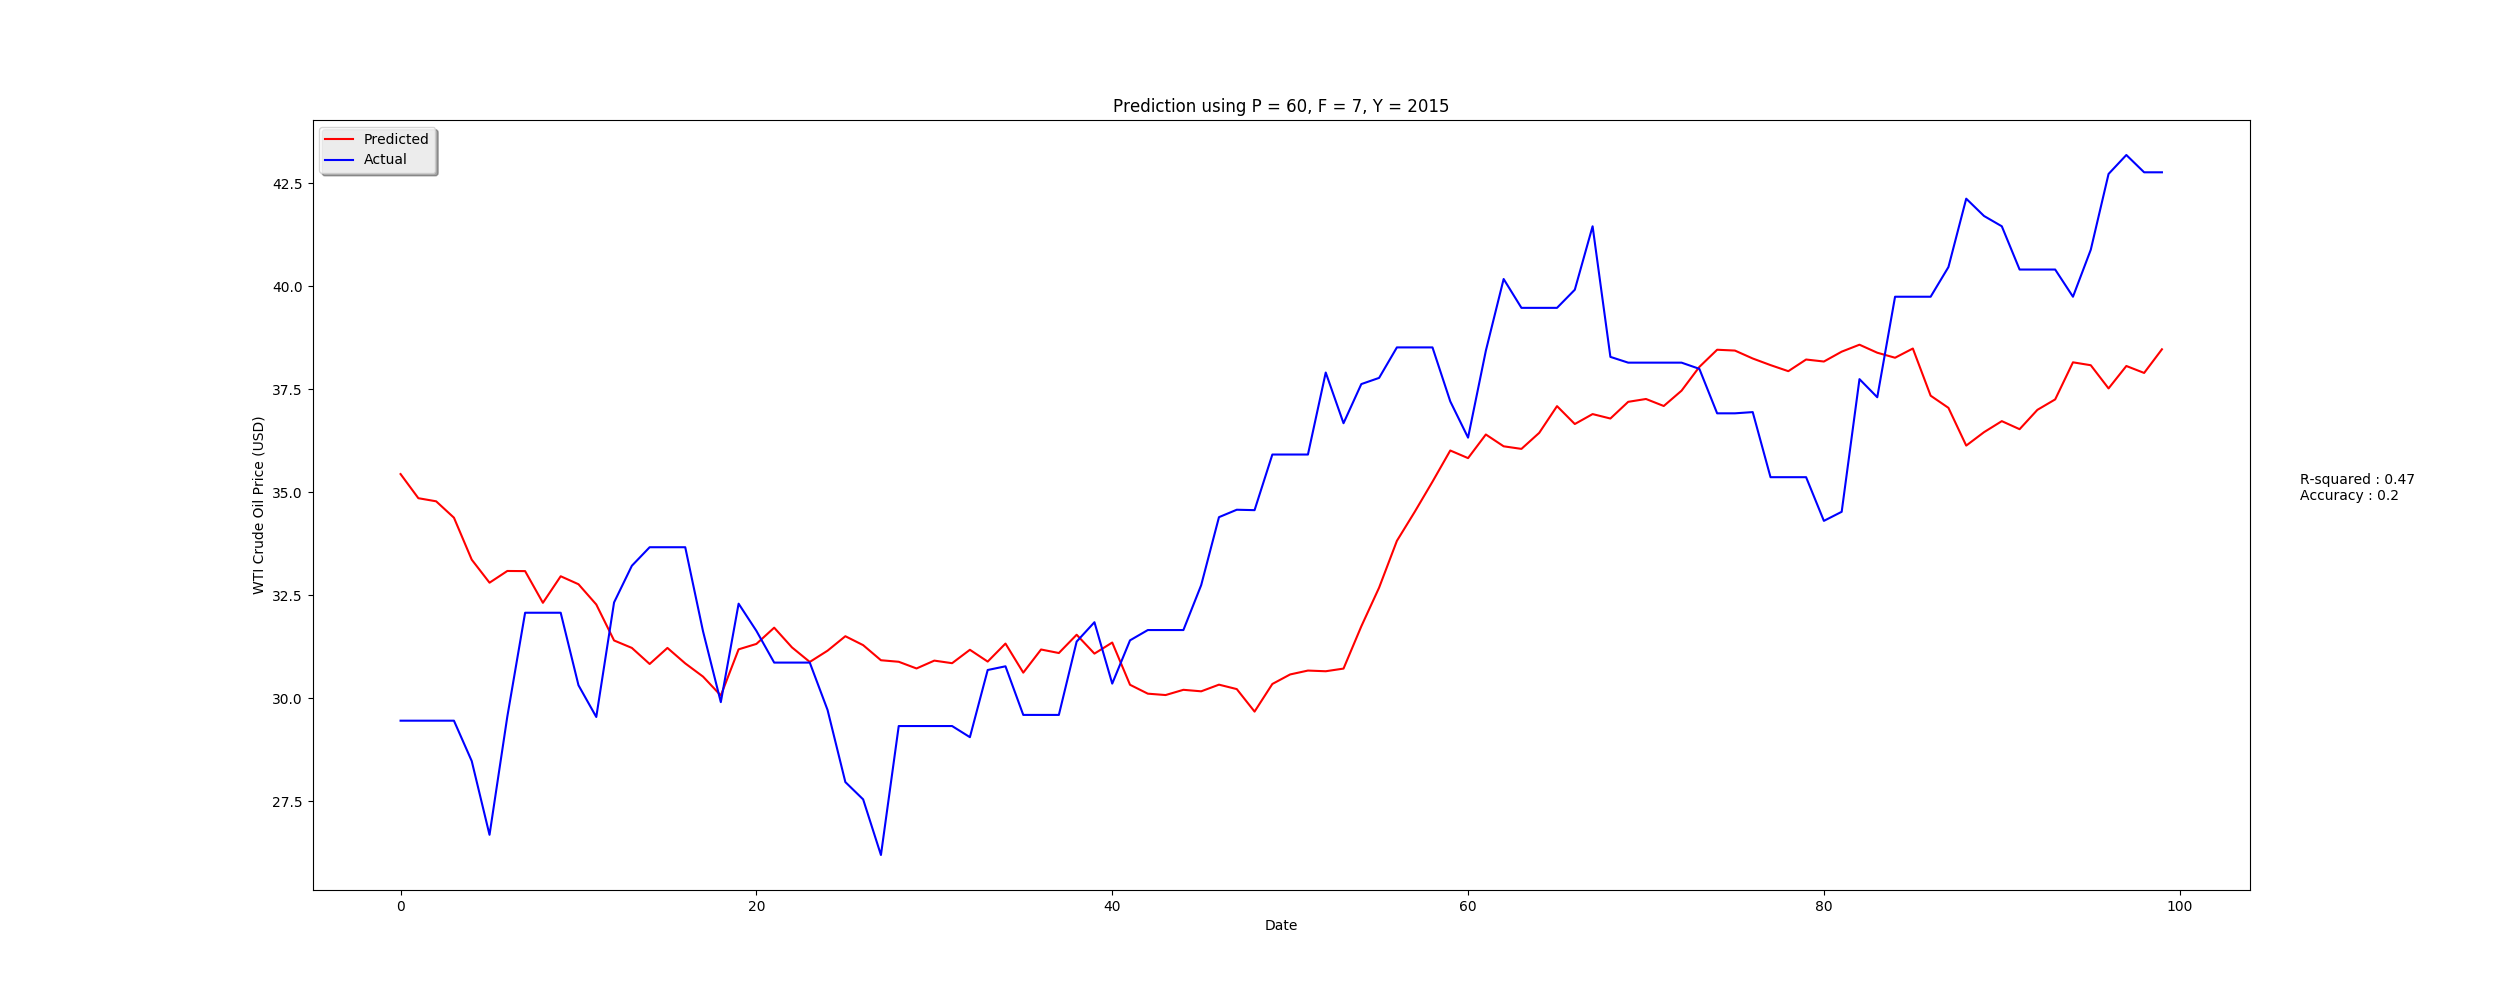 Prediction using P = 60, F = 7, Y = 2015
Predicted
Actual
42.5
40.0
37.5
35.0
32.5
30.0
27.5
WTI Crude Oil Price (USD)
0 20 40 60 80 100
Date
R-squared : 0.47
Accuracy : 0.2